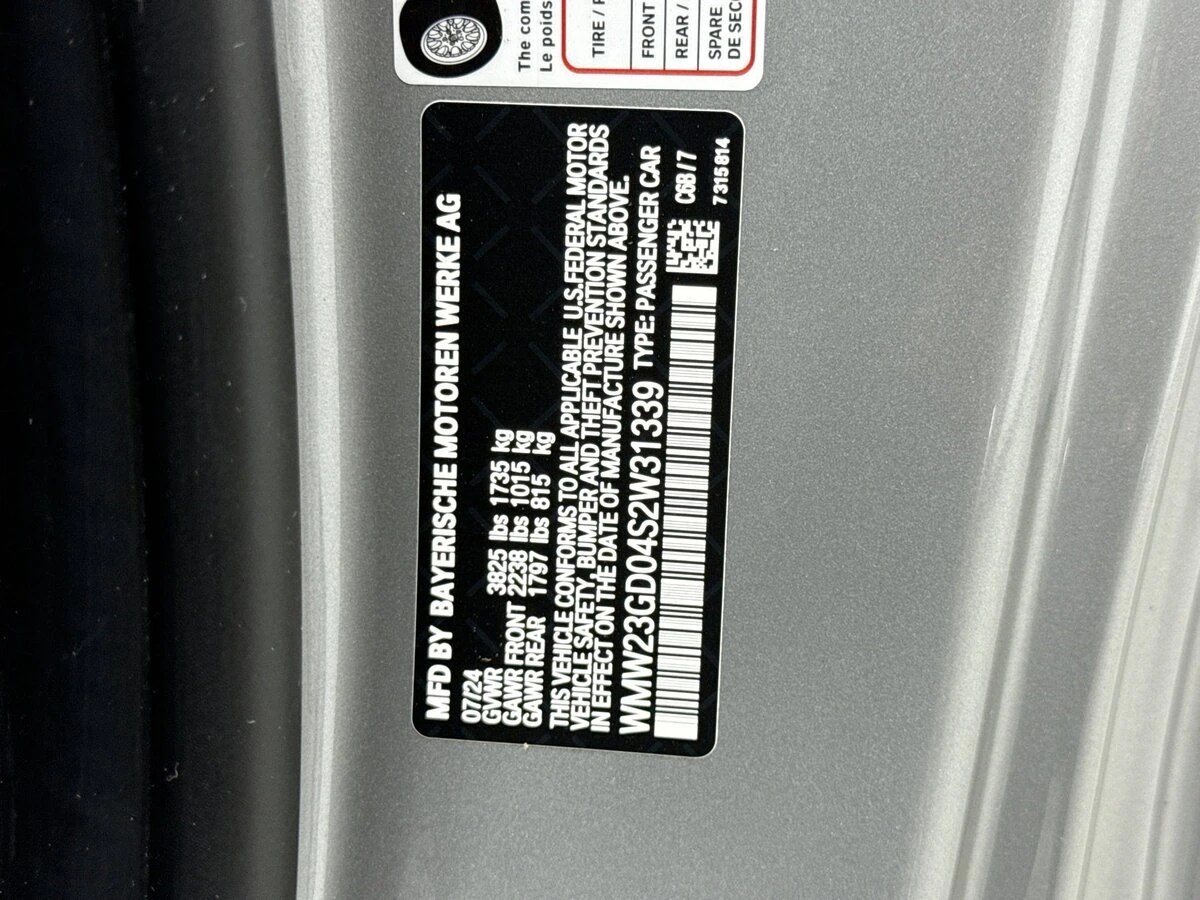 The com
Le poids
TIRE / P
FRONT
REAR /
SPARE
DE SEC
MFD BY BAYERISCHE MOTOREN WERKE AG
07/24
GVWR 3825 lbs 1735 kg
GAWR FRONT 2238 lbs 1015 kg
GAWR REAR 1797 lbs 815 kg
THIS VEHICLE CONFORMS TO ALL APPLICABLE U.S.FEDERAL MOTOR
VEHICLE SAFETY, BUMPER AND THEFT PREVENTION STANDARDS
IN EFFECT ON THE DATE OF MANUFACTURE SHOWN ABOVE.
WMW23GD04S2W31339 TYPE: PASSENGER CAR
C6B/7
7315814